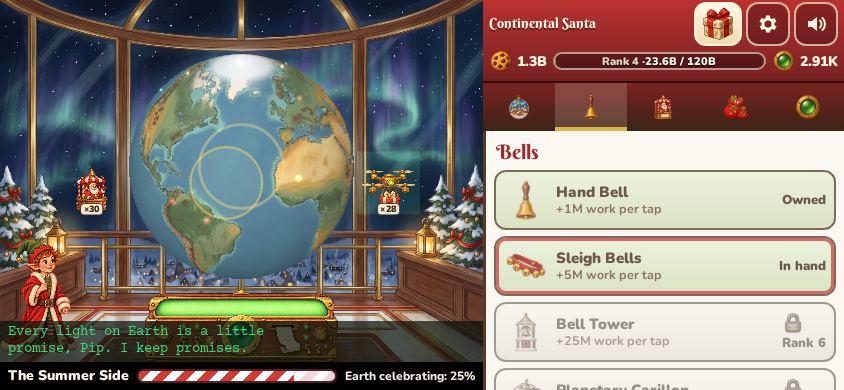 Continental Santa
1.3B
Rank 4 -23.6B / 120B
2.91K
×30
×28
Every light on Earth is a little
promise, Pip. I keep promises.
The Summer Side
Earth celebrating: 25%
Bells
Hand Bell
+1M work per tap
Owned
Sleigh Bells
+5M work per tap
In hand
Bell Tower
+25M work per tap
Rank 6
Planetary Carillon